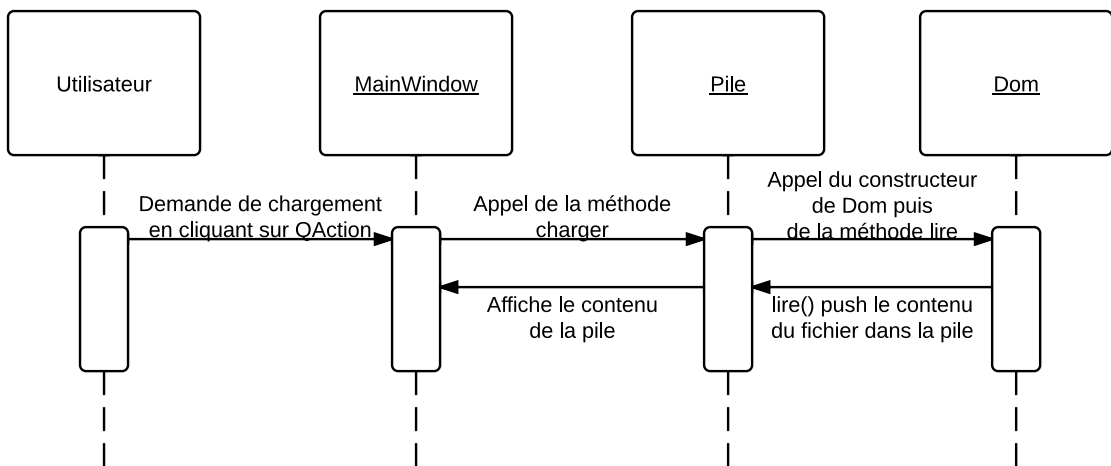 Utilisateur
MainWindow
Pile
Dom
Demande de chargement
en cliquant sur QAction
Appel de la méthode
charger
Appel du constructeur
de Dom puis
de la méthode lire
Affiche le contenu
de la pile
lire() push le contenu
du fichier dans la pile